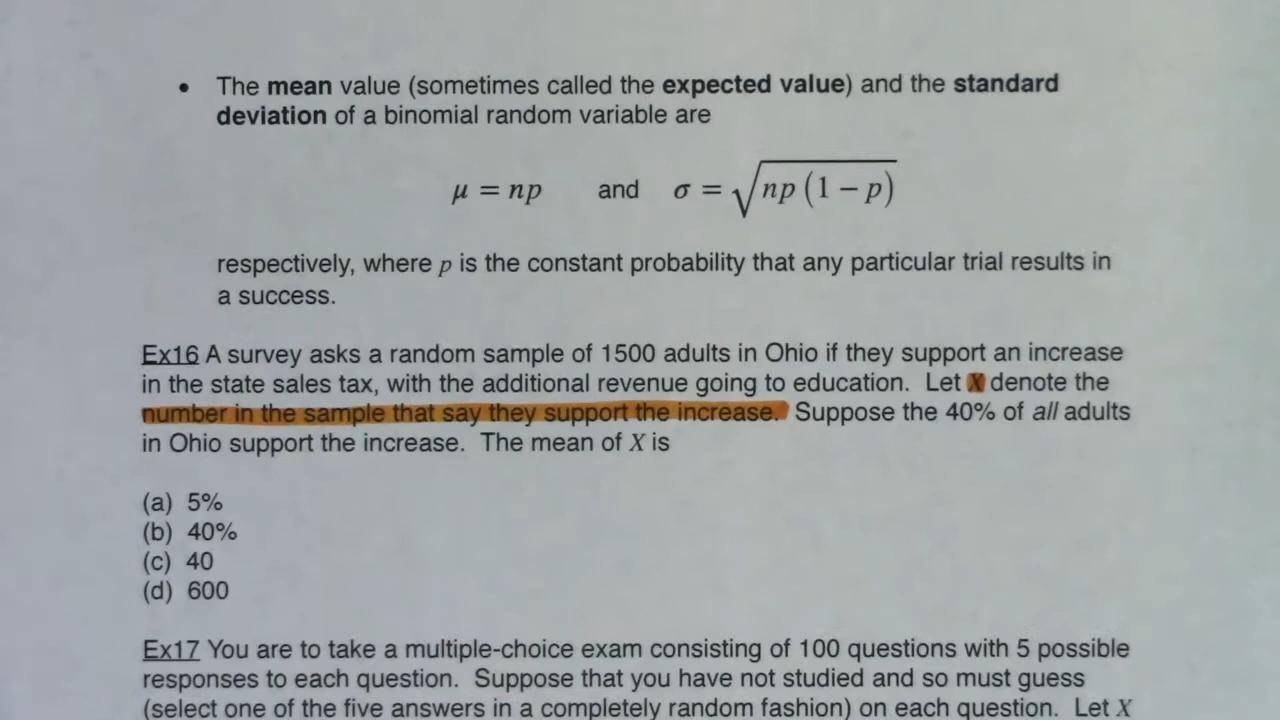 • The mean value (sometimes called the expected value) and the standard
deviation of a binomial random variable are
μ = np and σ = √np (1 − p)
respectively, where p is the constant probability that any particular trial results in
a success.
Ex16 A survey asks a random sample of 1500 adults in Ohio if they support an increase
in the state sales tax, with the additional revenue going to education. Let X denote the
number in the sample that say they support the increase. Suppose the 40% of all adults
in Ohio support the increase. The mean of X is
(a) 5%
(b) 40%
(c) 40
(d) 600
Ex17 You are to take a multiple-choice exam consisting of 100 questions with 5 possible
responses to each question. Suppose that you have not studied and so must guess
(select one of the five answers in a completely random fashion) on each question. Let X